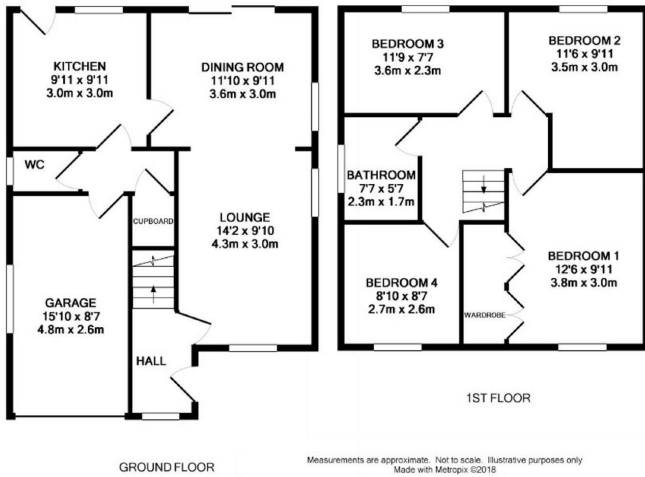 KITCHEN
9'11 x 9'11
3.0m x 3.0m
DINING ROOM
11'10 x 9'11
3.6m x 3.0m
WC
CUPBOARD
LOUNGE
14'2 x 9'10
4.3m x 3.0m
GARAGE
15'10 x 8'7
4.8m x 2.6m
HALL
GROUND FLOOR
BEDROOM 3
11'9 x 7'7
3.6m x 2.3m
BEDROOM 2
11'6 x 9'11
3.5m x 3.0m
BATHROOM
7'7 x 5'7
2.3m x 1.7m
BEDROOM 4
8'10 x 8'7
2.7m x 2.6m
WARDROBE
BEDROOM 1
12'6 x 9'11
3.8m x 3.0m
1ST FLOOR
Measurements are approximate. Not to scale. Illustrative purposes only
Made with Metropix ©2018